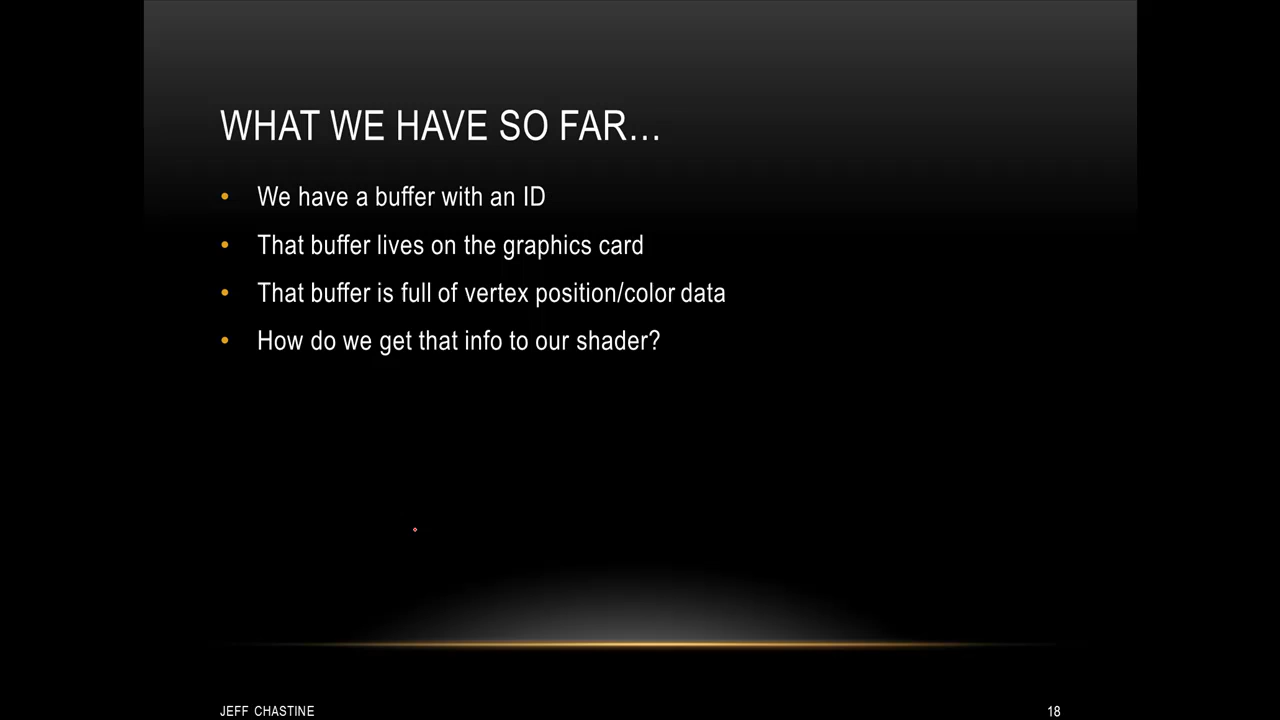 WHAT WE HAVE SO FAR…
• We have a buffer with an ID
• That buffer lives on the graphics card
• That buffer is full of vertex position/color data
• How do we get that info to our shader?
JEFF CHASTINE
18